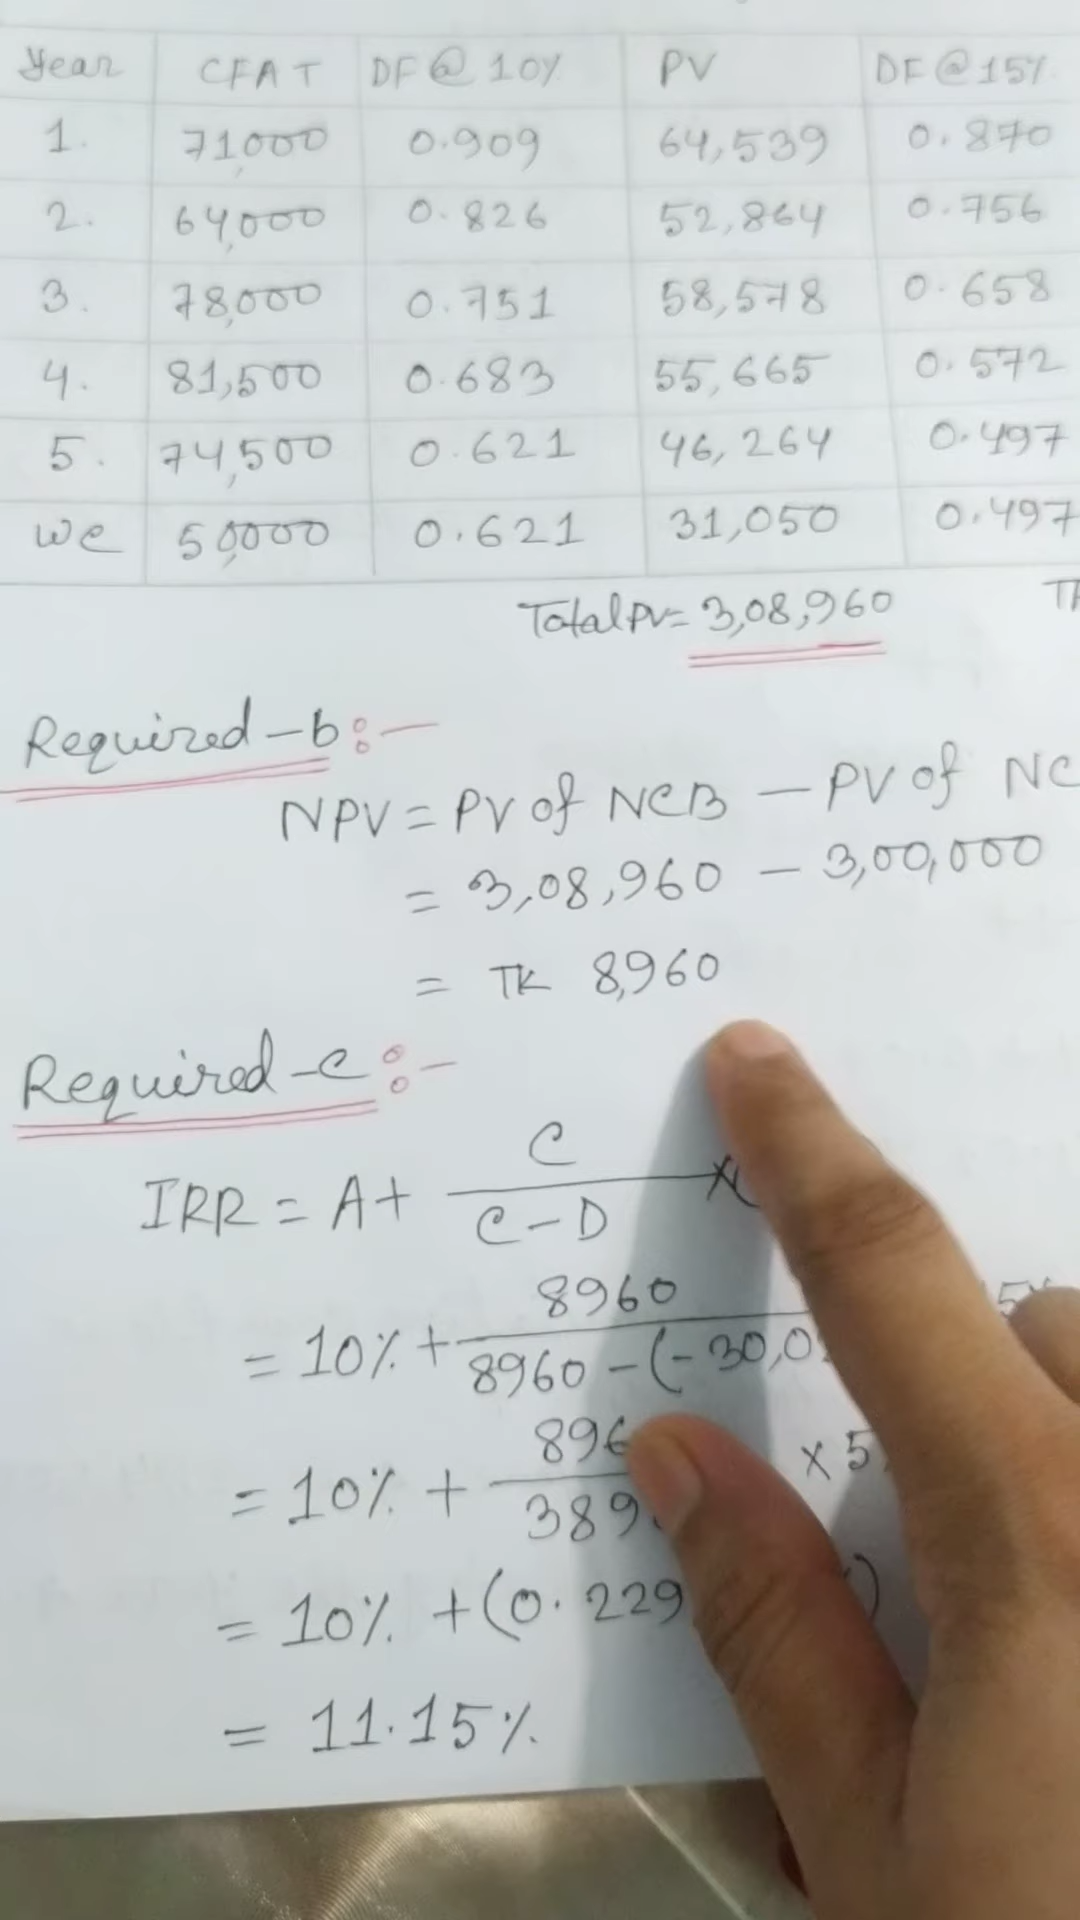 Year CFAT DF@10% PV DF@15%
1. 71,000 0.909 64,539 0.870
2. 64,000 0.826 52,864 0.756
3. 78,000 0.751 58,578 0.658
4. 81,500 0.683 55,665 0.572
5. 74,500 0.621 46,264 0.497
WC 50,000 0.621 31,050 0.497
Total PV = 3,08,960
Required-b:-
NPV = PV of NCB - PV of NC
= 3,08,960 - 3,00,000
= TK 8,960
Required-c:-
IRR = A + C
C-D
8960
= 10% +
8960-(-30,0
896
= 10% + × 5
389
= 10% + (0.229 )
= 11.15%